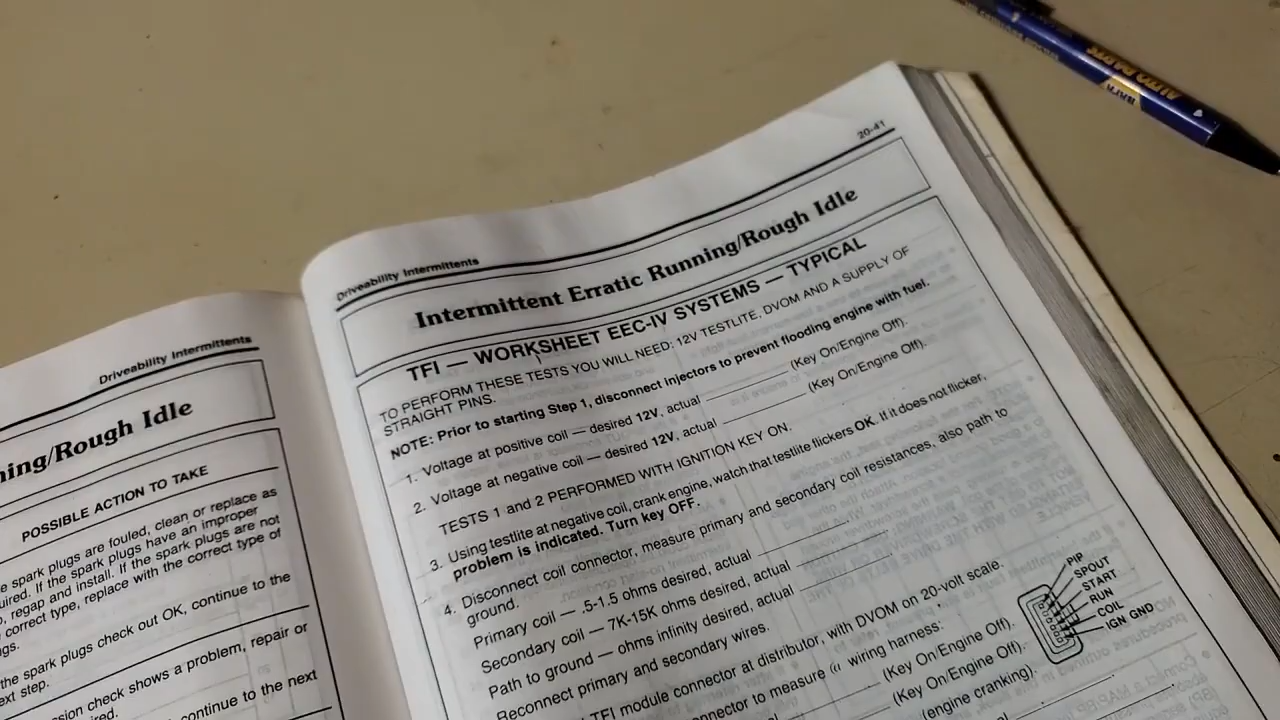 Driveability Intermittents
ning/Rough Idle
POSSIBLE ACTION TO TAKE
e spark plugs are fouled, clean or replace as
uired. If the spark plugs have an improper
, regap and install. If the spark plugs are not
correct type, replace with the correct type of
gs.
the spark plugs check out OK, continue to the
ext step.
sion check shows a problem, repair or
red.
continue to the next
20-41
Driveability Intermittents
Intermittent Erratic Running/Rough Idle
TFI — WORKSHEET EEC-IV SYSTEMS — TYPICAL
TO PERFORM THESE TESTS YOU WILL NEED: 12V TESTLITE, DVOM AND A SUPPLY OF
STRAIGHT PINS.
NOTE: Prior to starting Step 1, disconnect injectors to prevent flooding engine with fuel.
1. Voltage at positive coil — desired 12V, actual (Key On/Engine Off).
2. Voltage at negative coil — desired 12V, actual (Key On/Engine Off).
TESTS 1 and 2 PERFORMED WITH IGNITION KEY ON.
3. Using testlite at negative coil, crank engine, watch that testlite flickers OK. If it does not flicker,
problem is indicated. Turn key OFF.
4. Disconnect coil connector, measure primary and secondary coil resistances, also path to
ground.
Primary coil — .5-1.5 ohms desired, actual
Secondary coil — 7K-15K ohms desired, actual
Path to ground — ohms infinity desired, actual
Reconnect primary and secondary wires.
TFI module connector at distributor, with DVOM on 20-volt scale.
nnector to measure wiring harness:
(Key On/Engine Off).
(Key On/Engine Off).
(engine cranking).
PIP
SPOUT
START
RUN
COIL
IGN GND
AUTO PARTS
NAPA